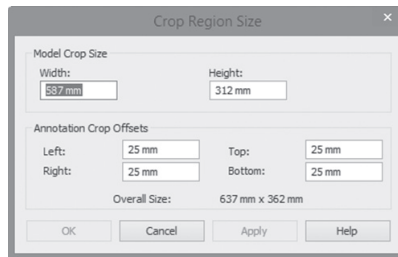 Crop Region Size
Model Crop Size
Width: Height:
587 mm 312 mm
Annotation Crop Offsets
Left: 25 mm Top: 25 mm
Right: 25 mm Bottom: 25 mm
Overall Size: 637 mm x 362 mm
OK Cancel Apply Help